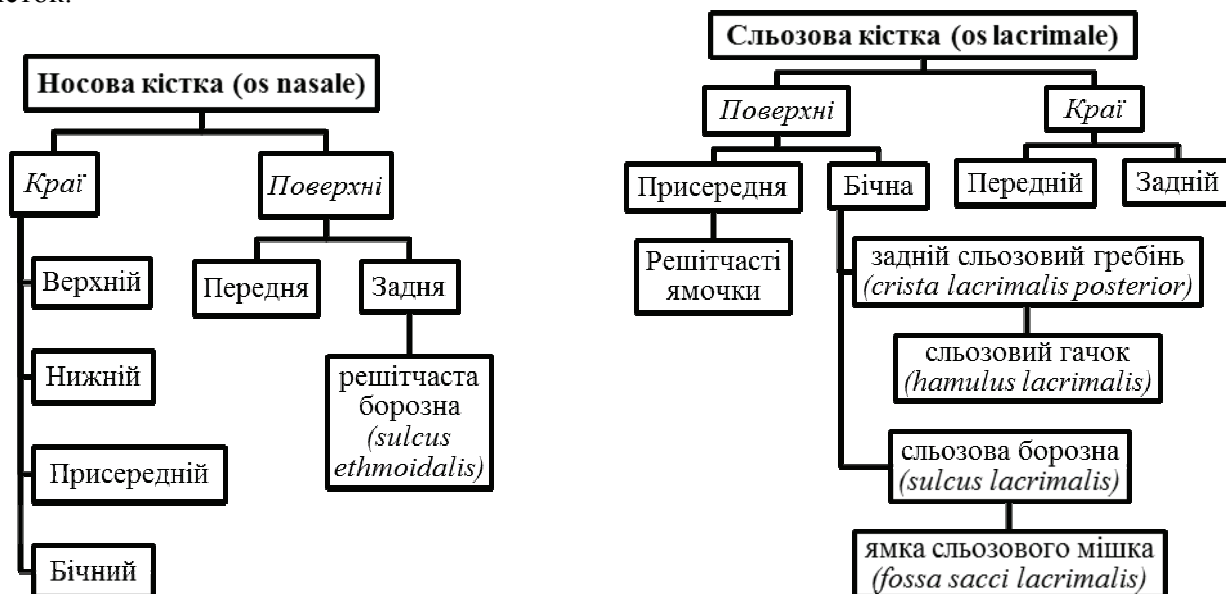 Носова кістка (os nasale)
Краї
Поверхні
Верхній
Нижній
Присередній
Бічний
Передня
Задня
решітчаста
борозна
(sulcus
ethmoidalis)
Сльозова кістка (os lacrimale)
Поверхні
Краї
Присередня
Бічна
Передній
Задній
Решітчасті
ямочки
задній сльозовий гребінь
(crista lacrimalis posterior)
сльозовий гачок
(hamulus lacrimalis)
сльозова борозна
(sulcus lacrimalis)
ямка сльозового мішка
(fossa sacci lacrimalis)